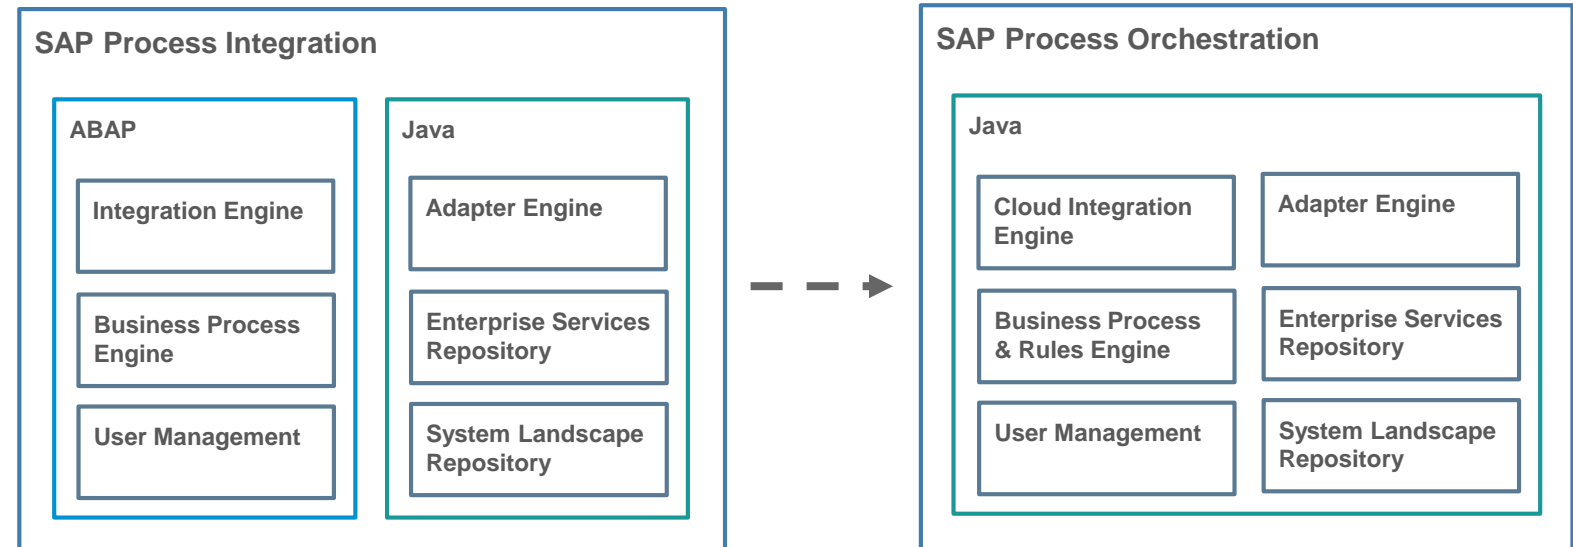 SAP Process Integration
ABAP
Integration Engine
Business Process
Engine
User Management
Java
Adapter Engine
Enterprise Services
Repository
System Landscape
Repository
SAP Process Orchestration
Java
Cloud Integration
Engine
Business Process
& Rules Engine
User Management
Adapter Engine
Enterprise Services
Repository
System Landscape
Repository